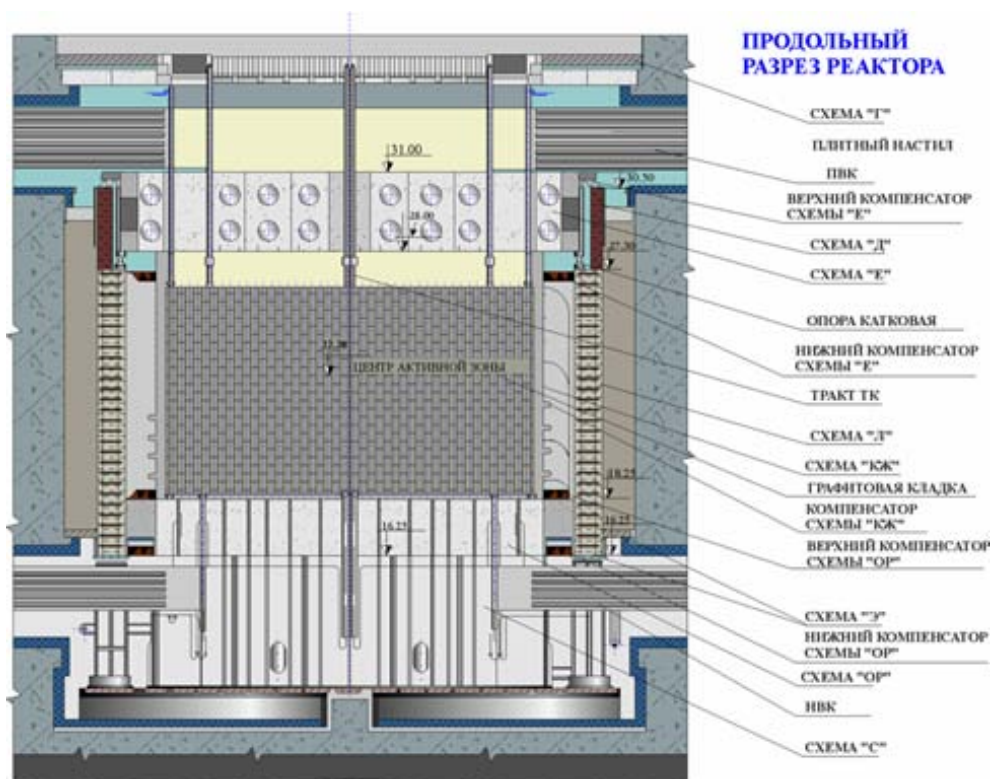 ПРОДОЛЬНЫЙ
РАЗРЕЗ РЕАКТОРА
СХЕМА "Г"
ПЛИТНЫЙ НАСТИЛ
31.00
ПВК
30.50
ВЕРХНИЙ КОМПЕНСАТОР
СХЕМЫ "Е"
28.00
СХЕМА "Д"
27.30
СХЕМА "Е"
ОПОРА КАТКОВАЯ
ЦЕНТР АКТИВНОЙ ЗОНЫ
НИЖНИЙ КОМПЕНСАТОР
СХЕМЫ "Е"
ТРАКТ ТК
СХЕМА "Л"
СХЕМА "КЖ"
18.25
ГРАФИТОВАЯ КЛАДКА
КОМПЕНСАТОР
СХЕМЫ "КЖ"
16.25
16.25
ВЕРХНИЙ КОМПЕНСАТОР
СХЕМЫ "ОР"
СХЕМА "Э"
НИЖНИЙ КОМПЕНСАТОР
СХЕМЫ "ОР"
СХЕМА "ОР"
НВК
СХЕМА "С"